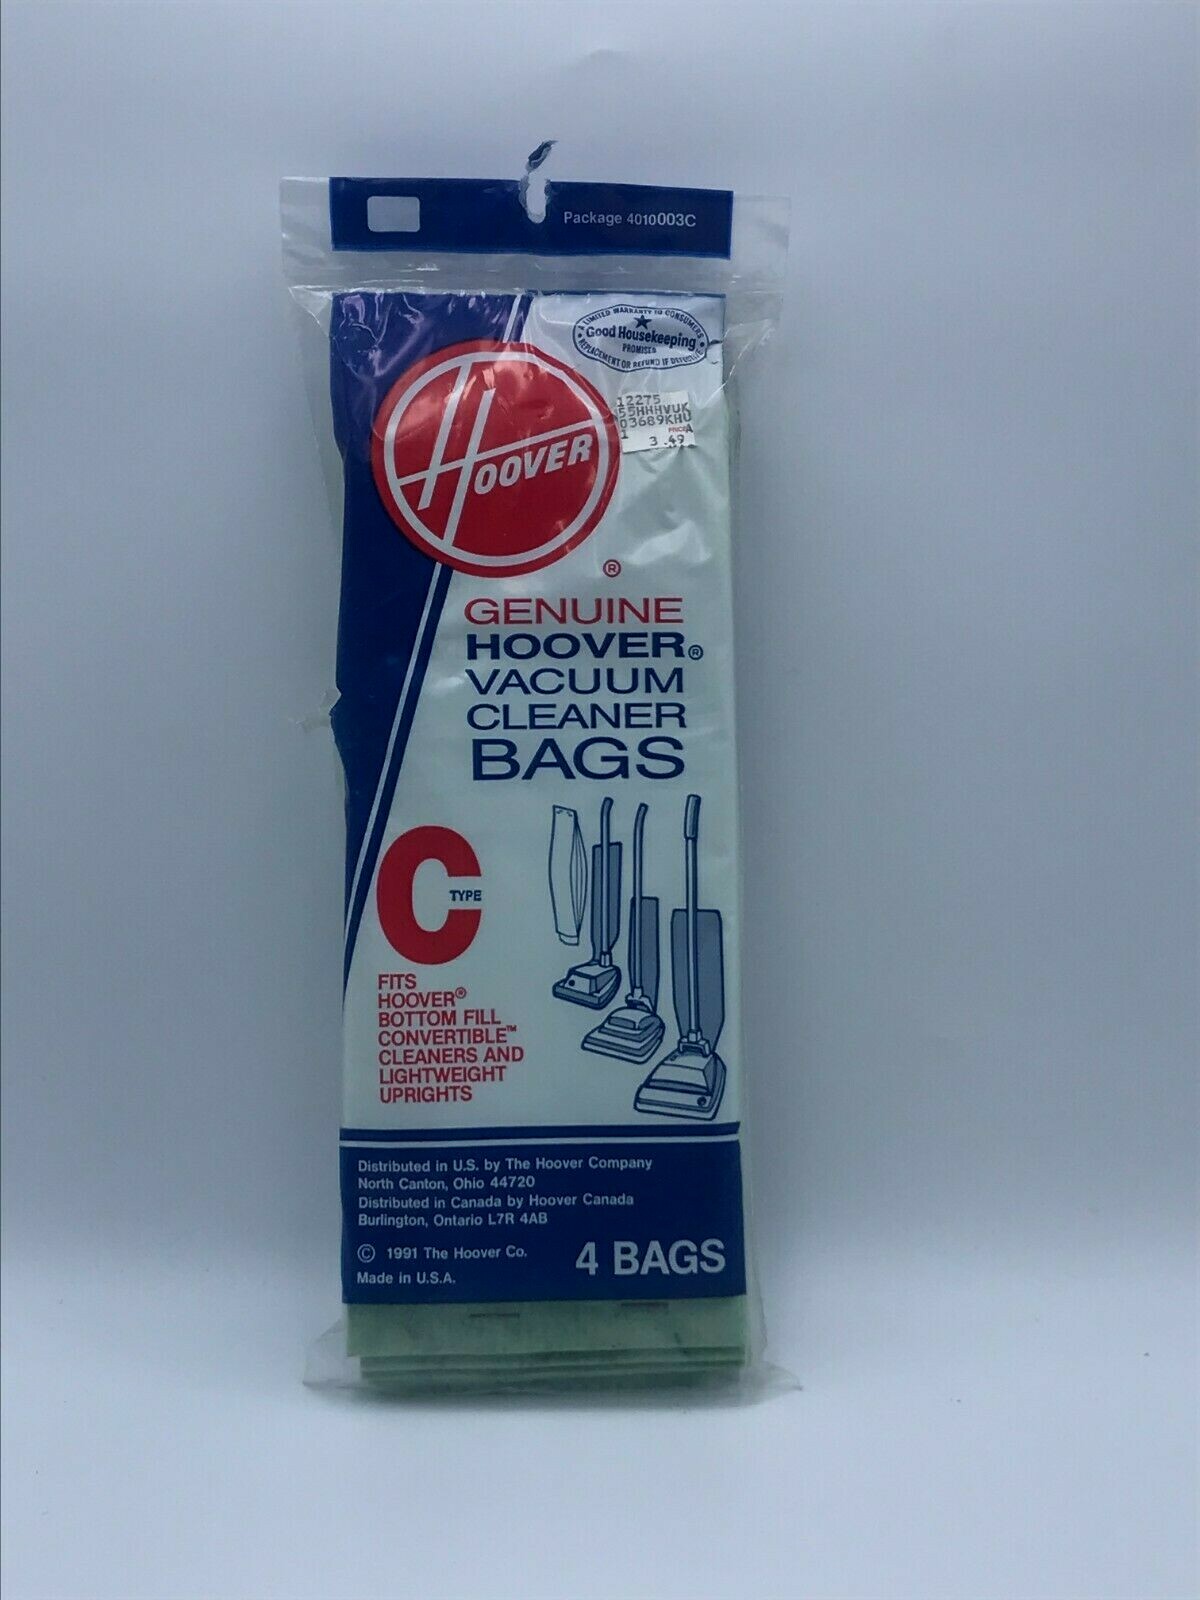 Package 4010003C
A LIMITED WARRANTY TO CONSUMERS
Good Housekeeping
PROMISES
REPLACEMENT OR REFUND IF DEFECTIVE
HOOVER
12275
55HHHVUK
03689KHU
PRICE A
1 3.49
®
GENUINE
HOOVER®
VACUUM
CLEANER
BAGS
C TYPE
FITS
HOOVER®
BOTTOM FILL
CONVERTIBLE™
CLEANERS AND
LIGHTWEIGHT
UPRIGHTS
Distributed in U.S. by The Hoover Company
North Canton, Ohio 44720
Distributed in Canada by Hoover Canada
Burlington, Ontario L7R 4AB
© 1991 The Hoover Co.
Made in U.S.A.
4 BAGS